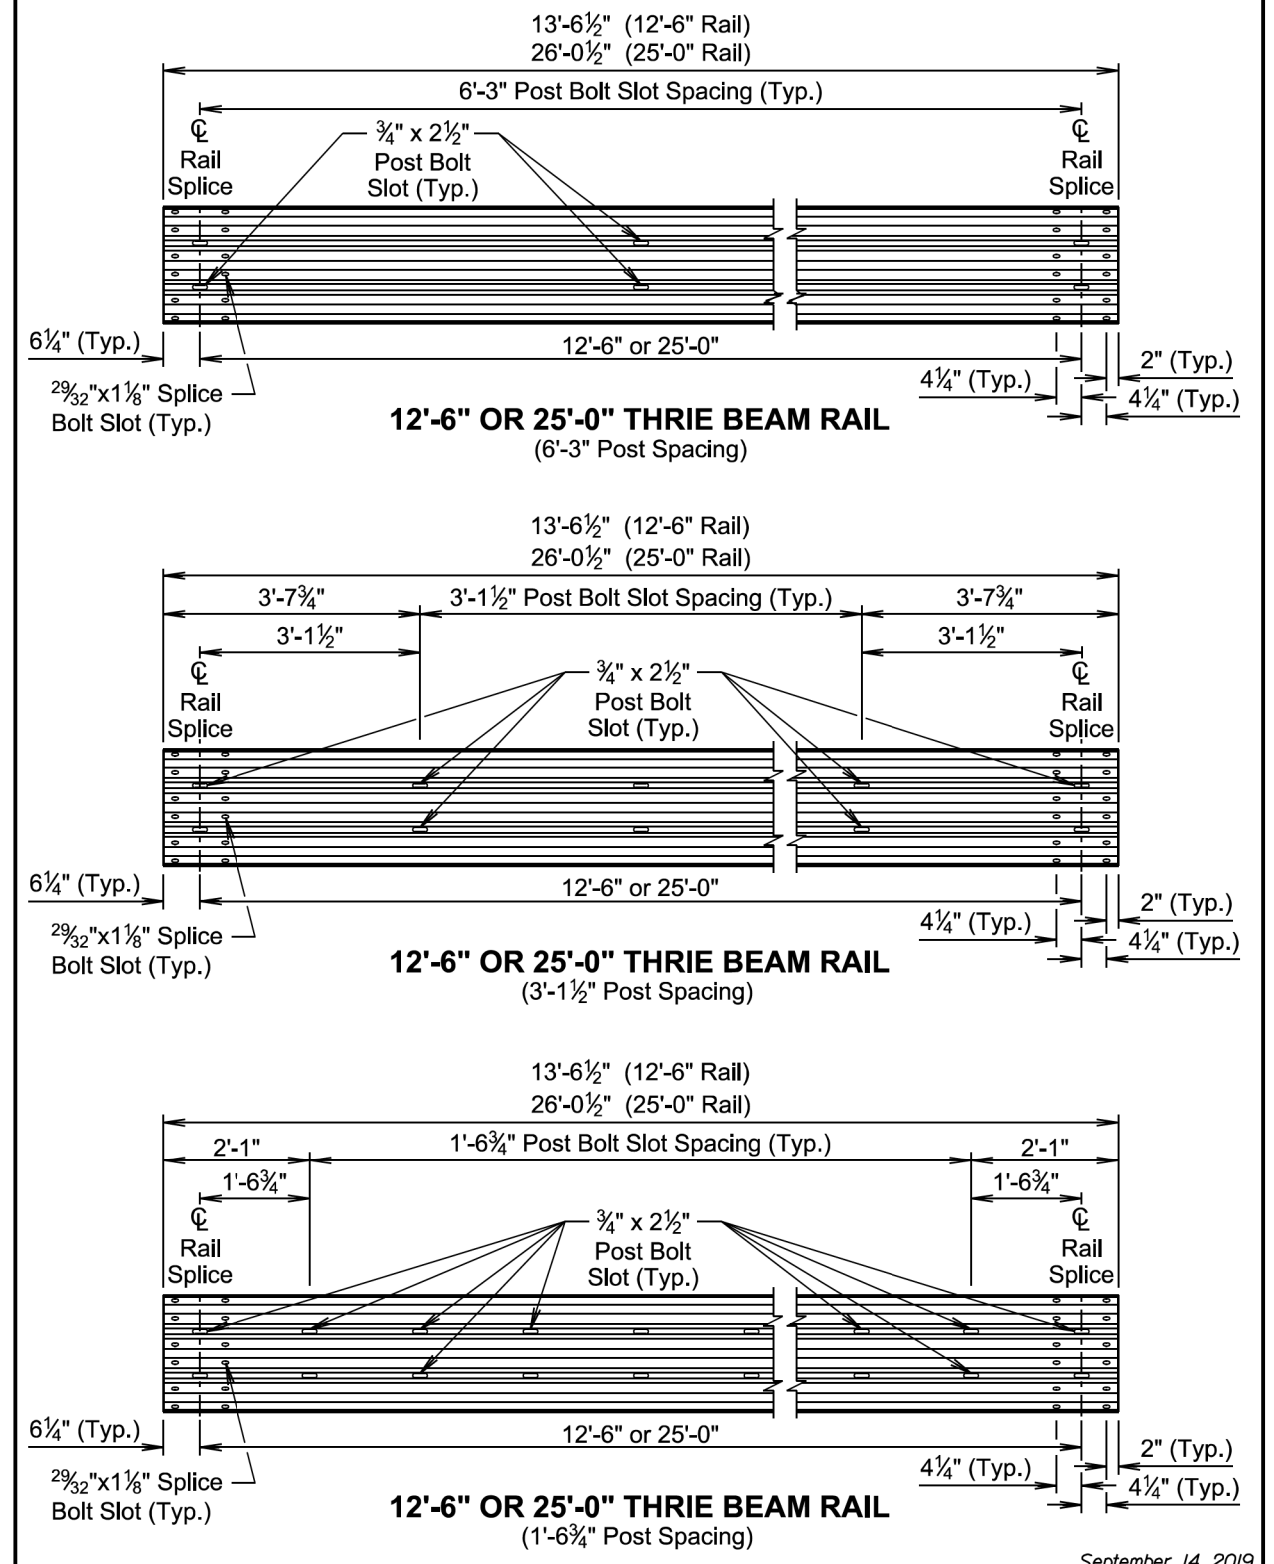 13'-6½" (12'-6" Rail)
26'-0½" (25'-0" Rail)
6'-3" Post Bolt Slot Spacing (Typ.)
℄
Rail
Splice
¾" x 2½"
Post Bolt
Slot (Typ.)
℄
Rail
Splice
6¼" (Typ.)
12'-6" or 25'-0"
2" (Typ.)
4¼" (Typ.)
4¼" (Typ.)
²⁹⁄₃₂"x1⅛" Splice
Bolt Slot (Typ.)
12'-6" OR 25'-0" THRIE BEAM RAIL
(6'-3" Post Spacing)
13'-6½" (12'-6" Rail)
26'-0½" (25'-0" Rail)
3'-7¾"
3'-1½" Post Bolt Slot Spacing (Typ.)
3'-7¾"
3'-1½"
3'-1½"
℄
Rail
Splice
¾" x 2½"
Post Bolt
Slot (Typ.)
℄
Rail
Splice
6¼" (Typ.)
12'-6" or 25'-0"
2" (Typ.)
4¼" (Typ.)
4¼" (Typ.)
²⁹⁄₃₂"x1⅛" Splice
Bolt Slot (Typ.)
12'-6" OR 25'-0" THRIE BEAM RAIL
(3'-1½" Post Spacing)
13'-6½" (12'-6" Rail)
26'-0½" (25'-0" Rail)
2'-1"
1'-6¾" Post Bolt Slot Spacing (Typ.)
2'-1"
1'-6¾"
1'-6¾"
℄
Rail
Splice
¾" x 2½"
Post Bolt
Slot (Typ.)
℄
Rail
Splice
6¼" (Typ.)
12'-6" or 25'-0"
2" (Typ.)
4¼" (Typ.)
4¼" (Typ.)
²⁹⁄₃₂"x1⅛" Splice
Bolt Slot (Typ.)
12'-6" OR 25'-0" THRIE BEAM RAIL
(1'-6¾" Post Spacing)
September 14, 2019